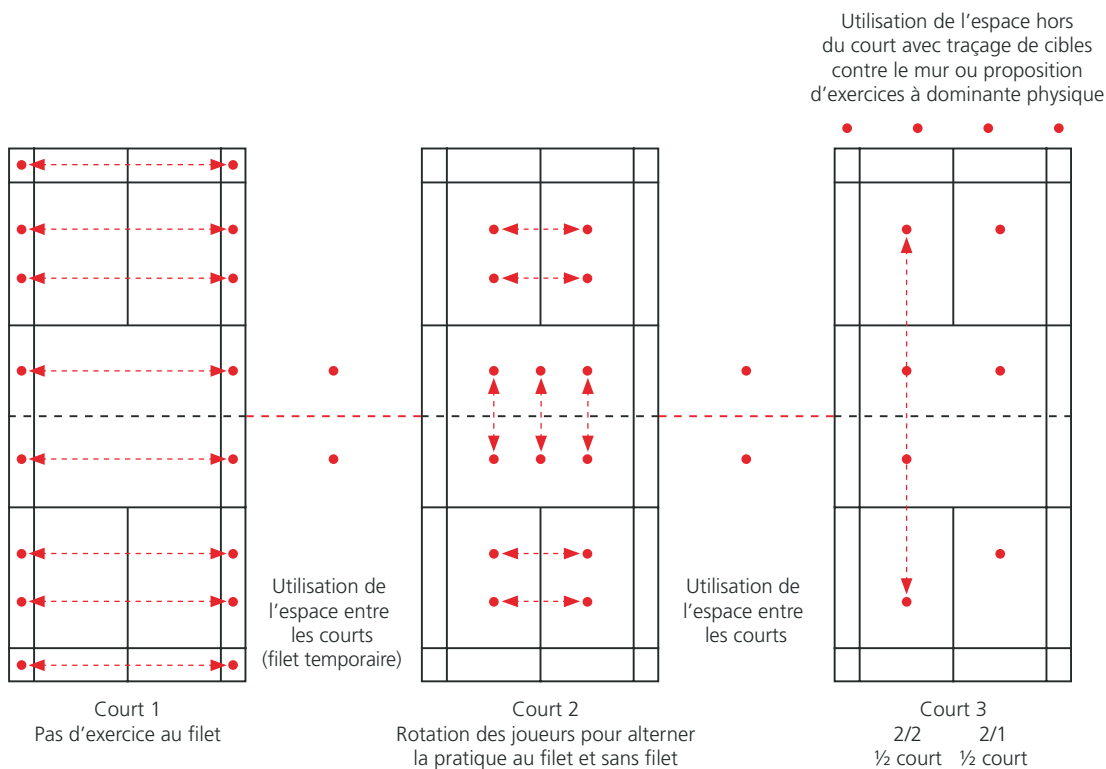 Utilisation de l'espace hors
du court avec traçage de cibles
contre le mur ou proposition
d'exercices à dominante physique
Utilisation de
l'espace entre
les courts
(filet temporaire)
Utilisation de
l'espace entre
les courts
Court 1
Pas d'exercice au filet
Court 2
Rotation des joueurs pour alterner
la pratique au filet et sans filet
Court 3
2/2 2/1
½ court ½ court